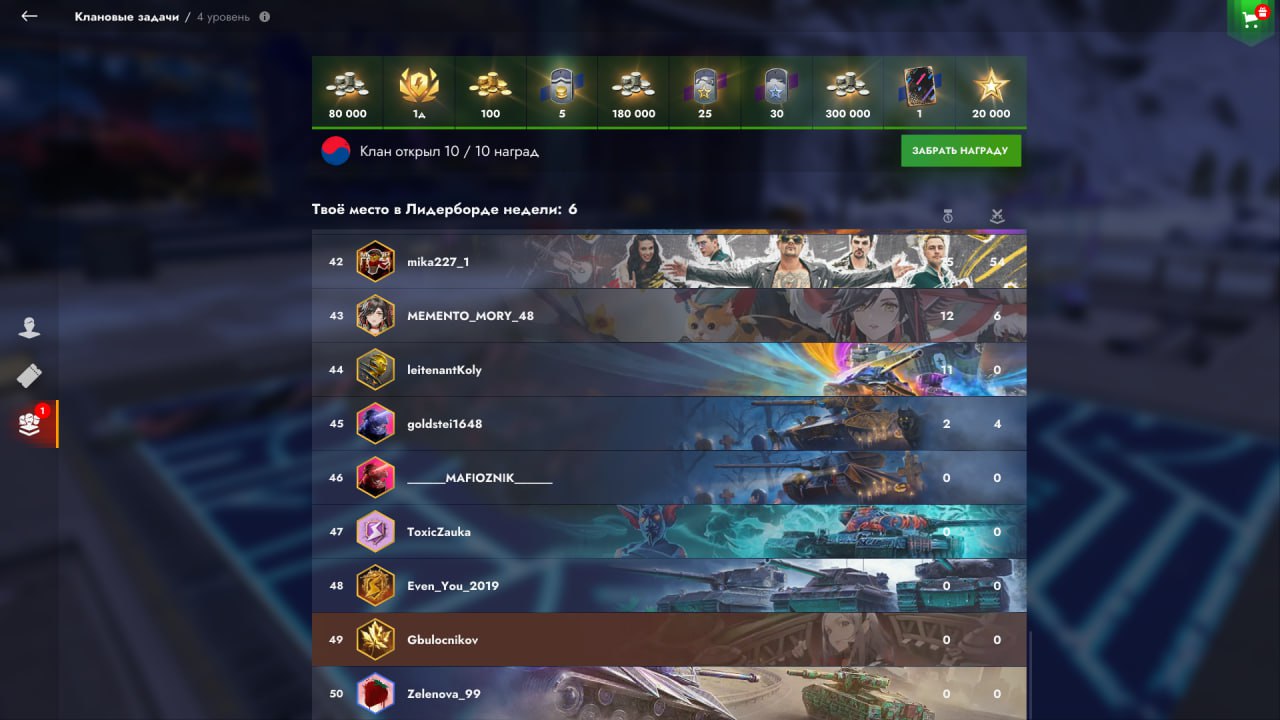 Клановые задачи / 4 уровень
80 000 1д 100 5 180 000 25 30 300 000 1 20 000
Клан открыл 10 / 10 наград ЗАБРАТЬ НАГРАДУ
Твоё место в Лидерборде недели: 6
42 mika227_1 54
43 MEMENTO_MORY_48 12 6
44 leitenantKoly 11 0
45 goldstei1648 2 4
46 ______MAFIOZNIK______ 0 0
47 ToxicZauka 0 0
48 Even_You_2019 0 0
49 Gbulocnikov 0 0
50 Zelenova_99 0 0
1